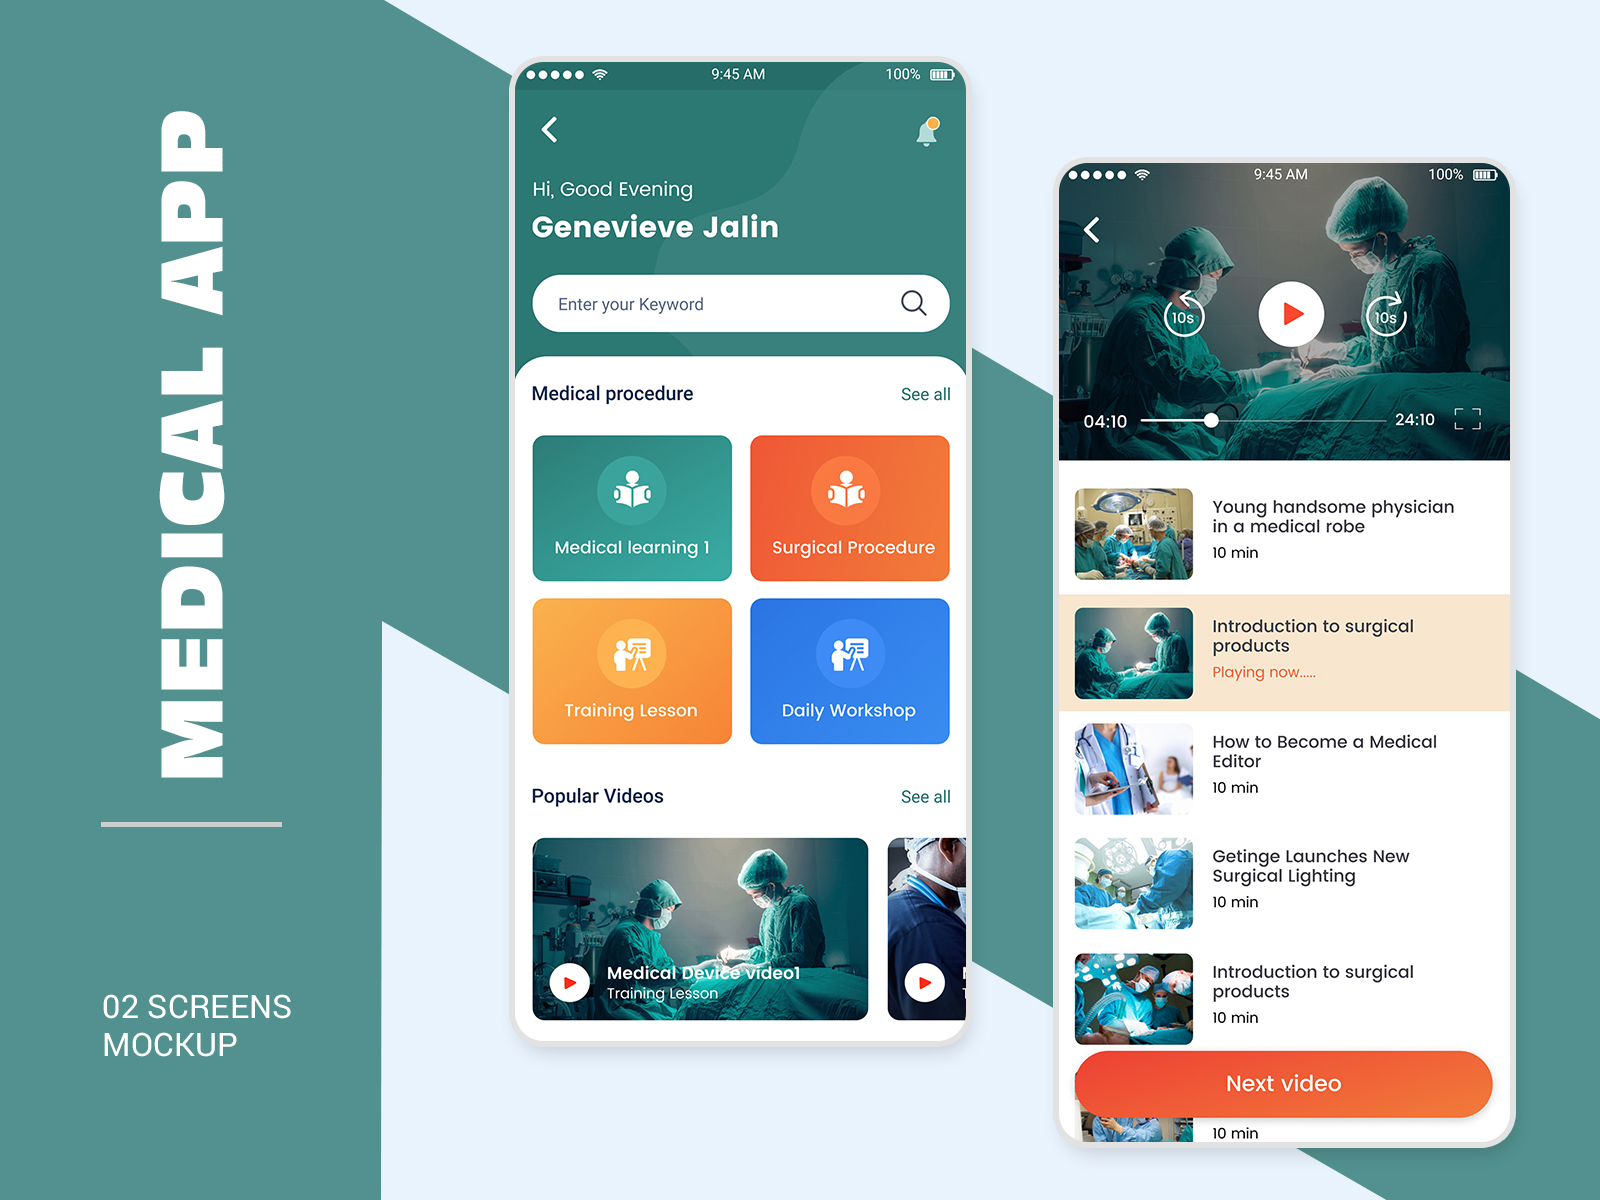 MEDICAL APP
02 SCREENS
MOCKUP
9:45 AM
100%
Hi, Good Evening
Genevieve Jalin
Enter your Keyword
Medical procedure
See all
Medical learning 1
Surgical Procedure
Training Lesson
Daily Workshop
Popular Videos
See all
Medical Device video1
Training Lesson
9:45 AM
100%
10s
10s
04:10
24:10
Young handsome physician
in a medical robe
10 min
Introduction to surgical
products
Playing now.....
How to Become a Medical
Editor
10 min
Getinge Launches New
Surgical Lighting
10 min
Introduction to surgical
products
10 min
Next video
10 min